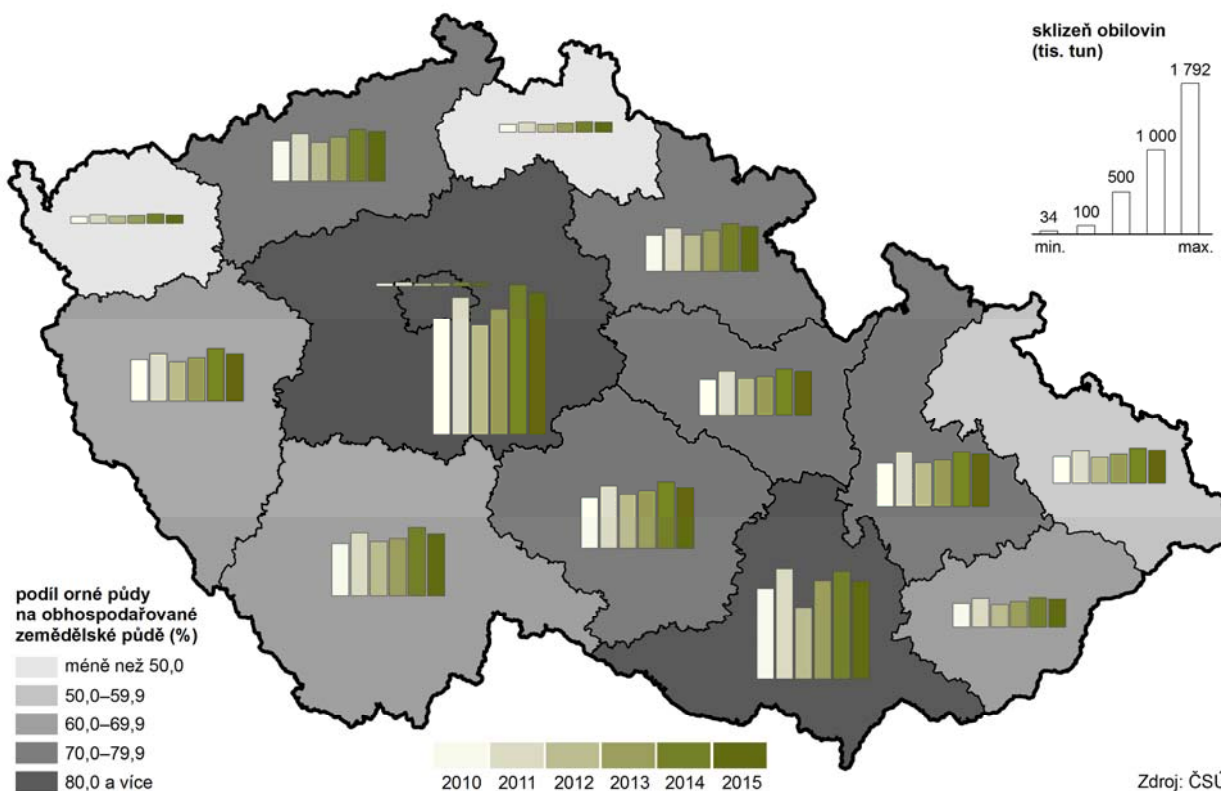 sklizeň obilovin
(tis. tun)
1 792
1 000
500
100
34
min.
max.
podíl orné půdy
na obhospodařované
zemědělské půdě (%)
méně než 50,0
50,0–59,9
60,0–69,9
70,0–79,9
80,0 a více
2010 2011 2012 2013 2014 2015
Zdroj: ČSÚ